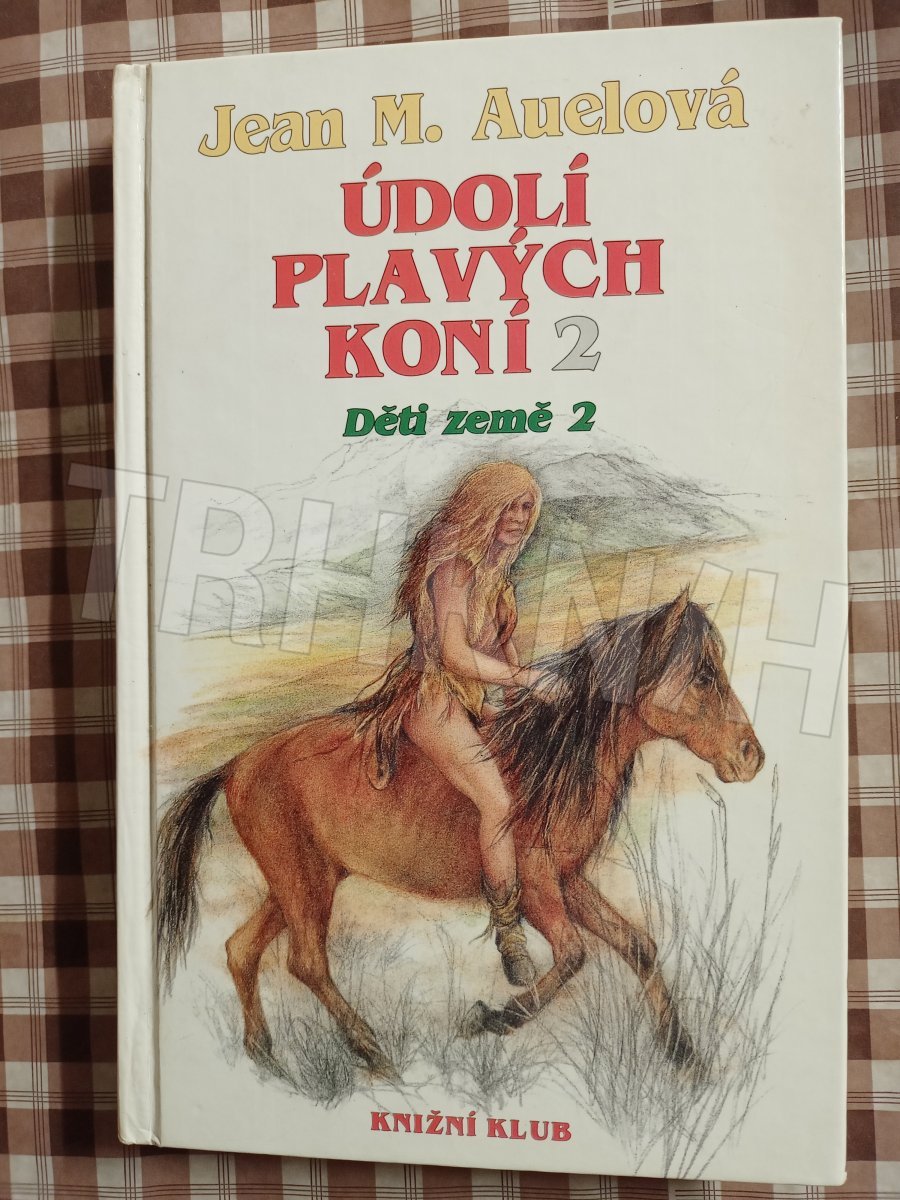 Jean M. Auelová
ÚDOLÍ
PLAVÝCH
KONÍ 2
Děti země 2
KNIŽNÍ KLUB